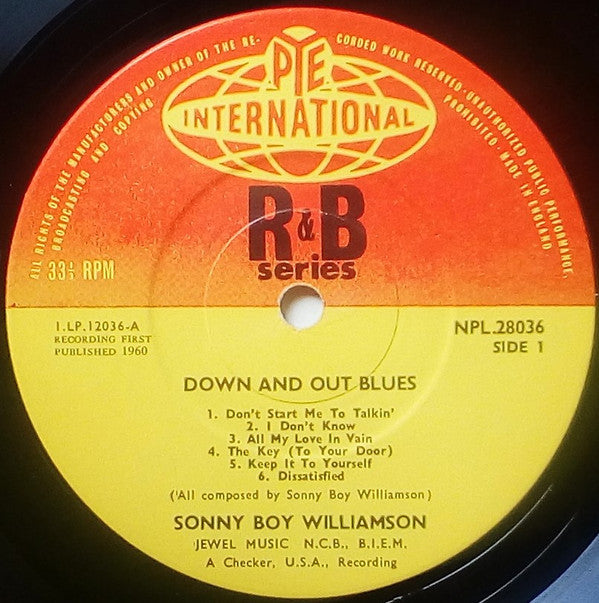 ALL RIGHTS OF THE MANUFACTURERS AND OWNER OF THE RE-CORDED WORK RESERVED·UNAUTHORIZED PUBLIC PERFORMANCE,
BROADCASTING AND COPYING PROHIBITED·MADE IN ENGLAND
PYE
INTERNATIONAL
R&B
series
33⅓ RPM
1.LP.12036-A
RECORDING FIRST
PUBLISHED 1960
NPL.28036
SIDE 1
DOWN AND OUT BLUES
1. Don't Start Me To Talkin'
2. I Don't Know
3. All My Love In Vain
4. The Key (To Your Door)
5. Keep It To Yourself
6. Dissatisfied
('All composed by Sonny Boy Williamson)
SONNY BOY WILLIAMSON
'JEWEL MUSIC N.C.B., B.I.E.M.
A Checker, U.S.A., Recording